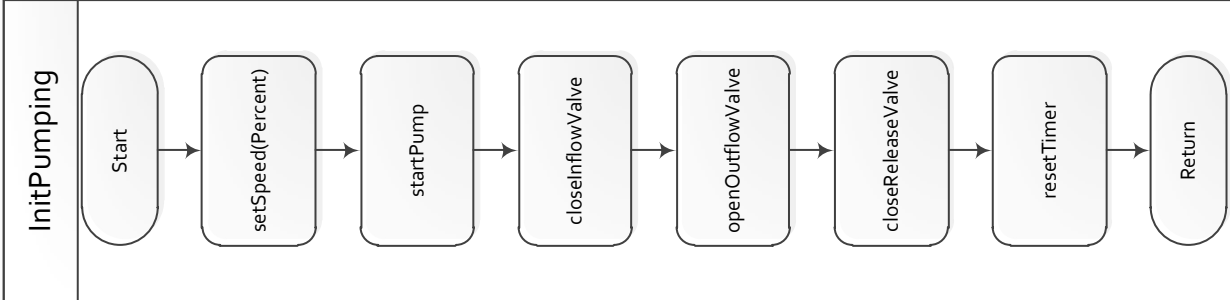 InitPumping
Start
setSpeed(Percent)
startPump
closeInflowValve
openOutflowValve
closeReleaseValve
resetTimer
Return